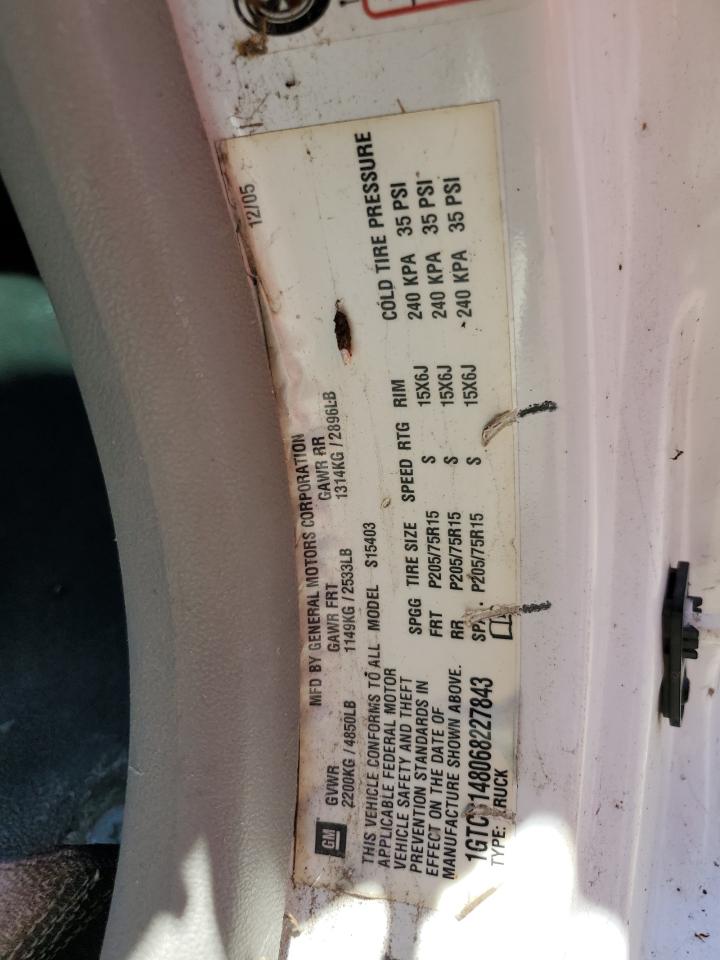 12/05
MFD BY GENERAL MOTORS CORPORATION
GVWR GAWR FRT GAWR RR
GM 2200KG / 4850LB 1149KG / 2533LB 1314KG / 2896LB
THIS VEHICLE CONFORMS TO ALL
APPLICABLE FEDERAL MOTOR
VEHICLE SAFETY AND THEFT
PREVENTION STANDARDS IN
EFFECT ON THE DATE OF
MANUFACTURE SHOWN ABOVE.
1GTCS148068227843
TYPE: TRUCK
MODEL S15403
SPGG TIRE SIZE SPEED RTG RIM COLD TIRE PRESSURE
FRT P205/75R15 S 15X6J 240 KPA 35 PSI
RR P205/75R15 S 15X6J 240 KPA 35 PSI
P205/75R15 S 15X6J 240 KPA 35 PSI